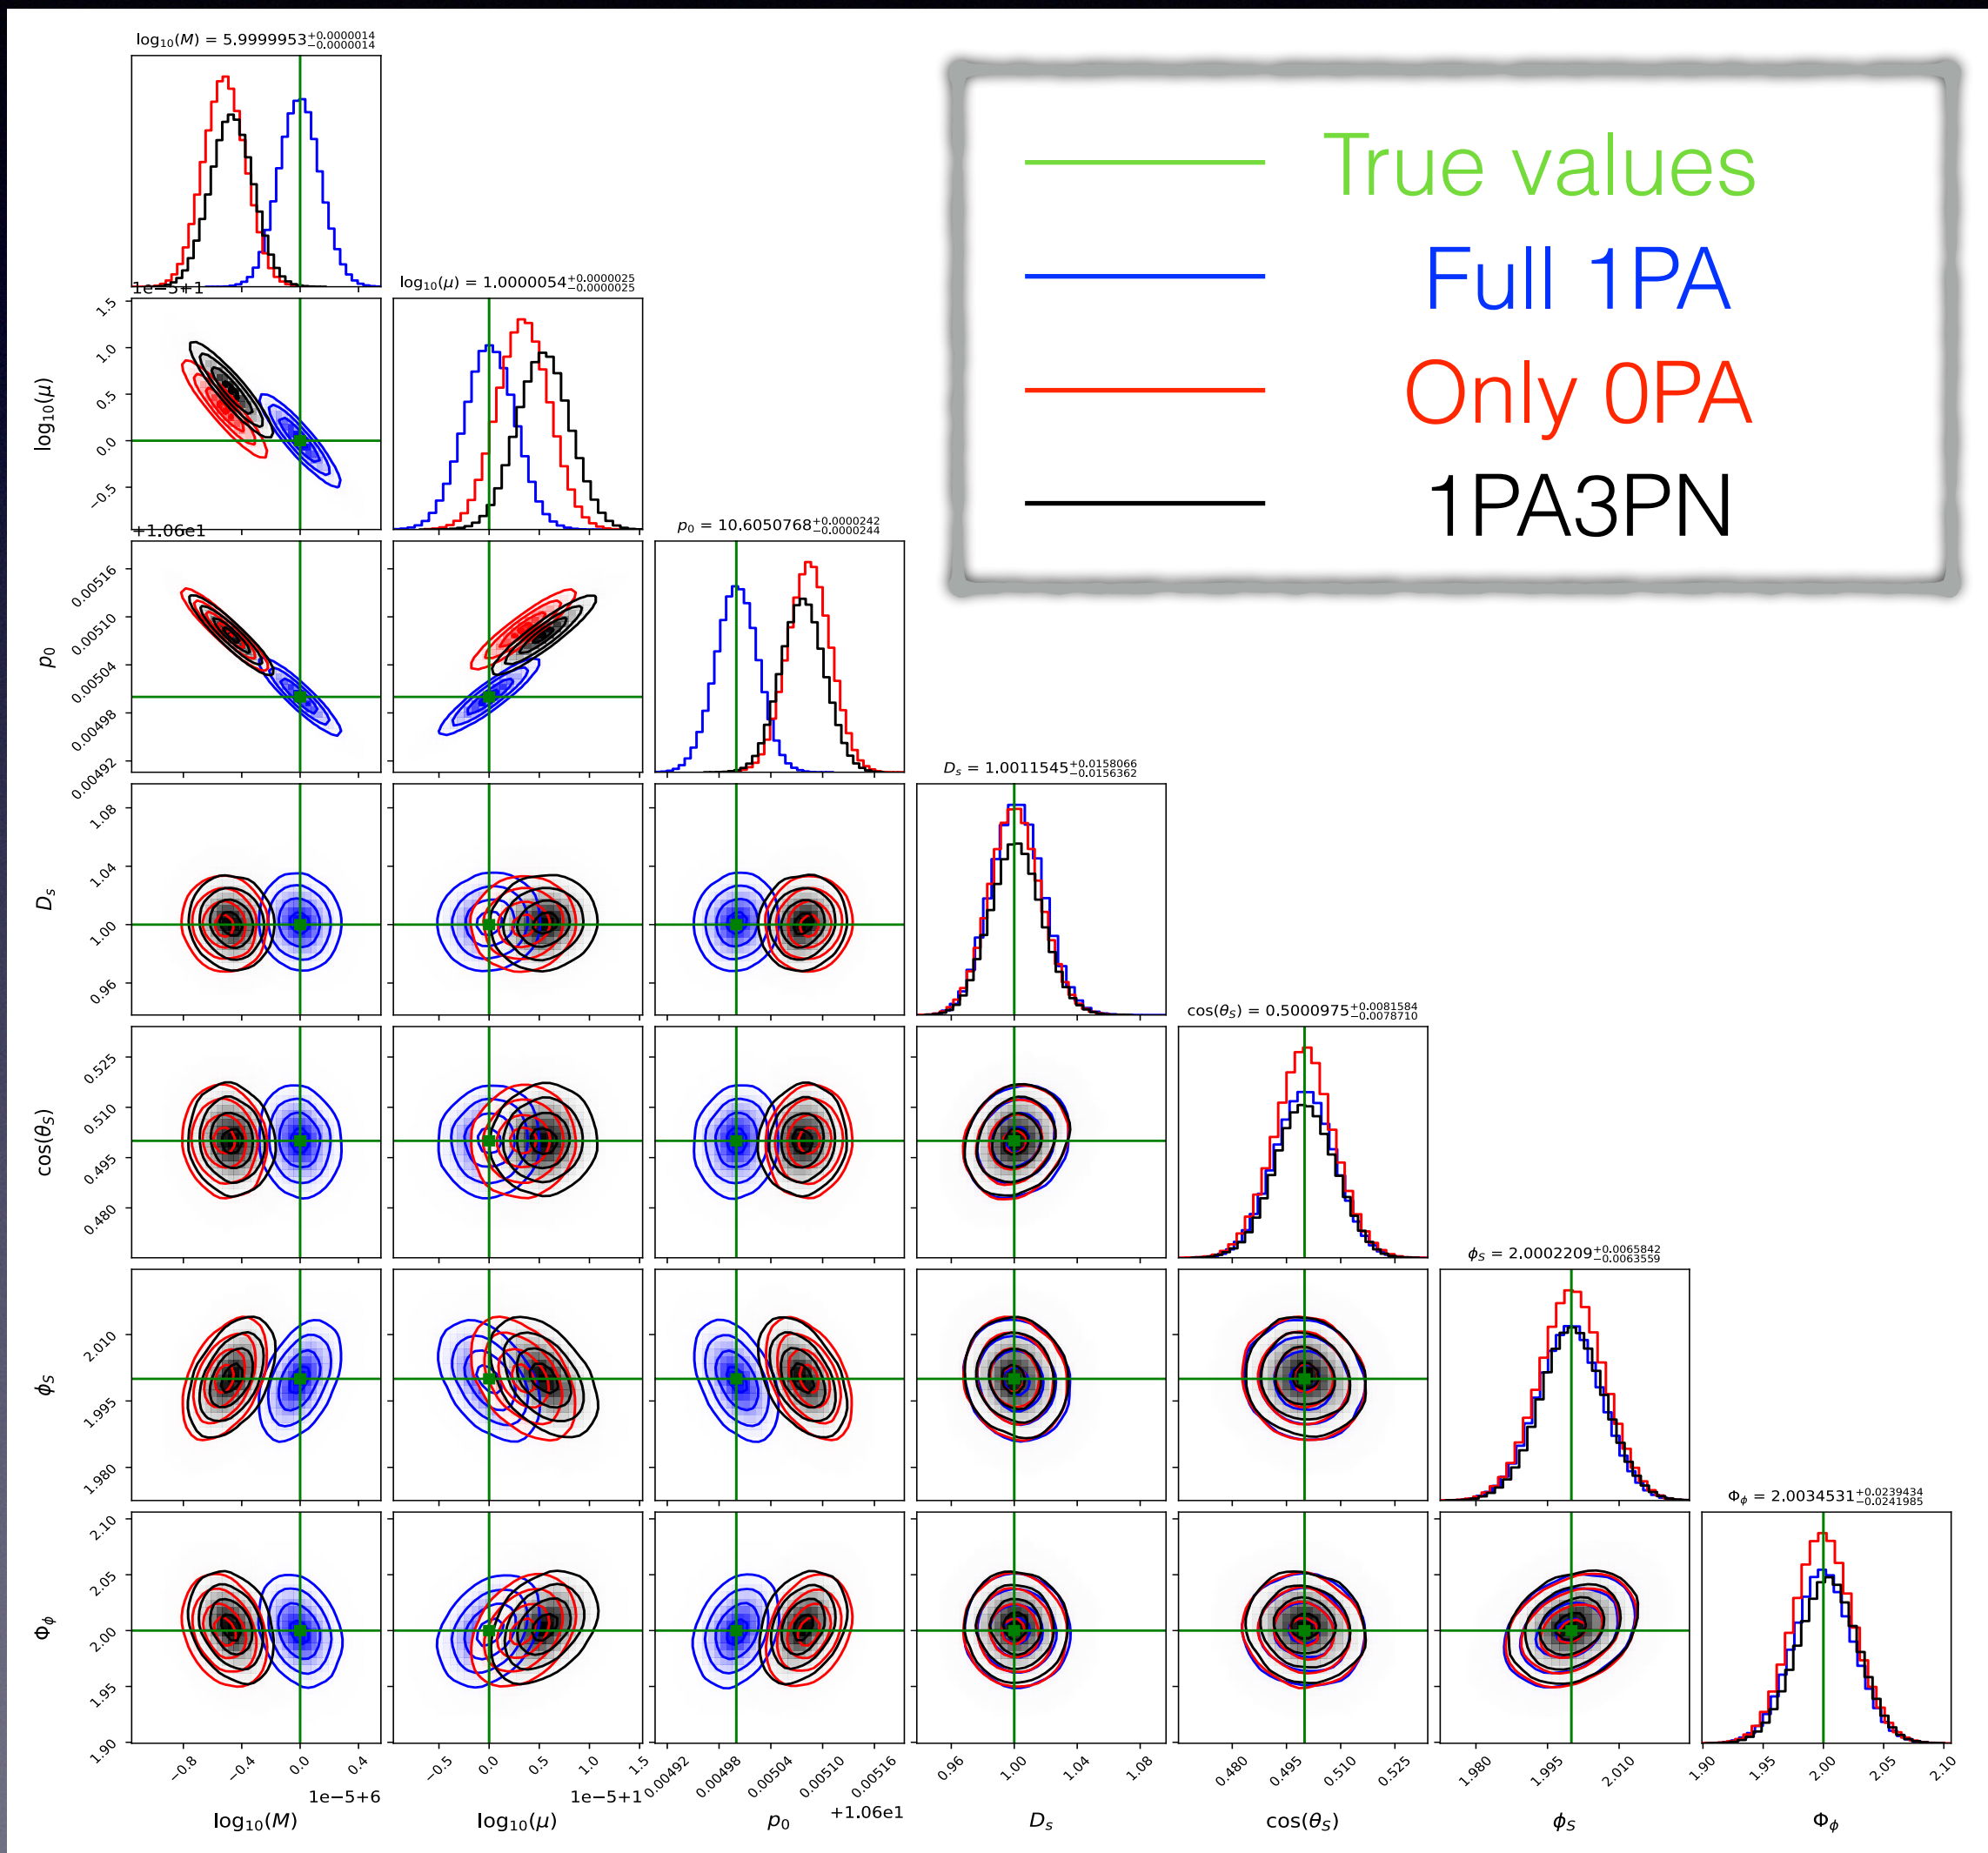 log₁₀(M) = 5.9999953+0.0000014−0.0000014
True values
Full 1PA
Only 0PA
1PA3PN
log₁₀(μ) = 1.0000054+0.0000025−0.0000025
1e−5+1
1.5
1.0
0.5
0.0
−0.5
log₁₀(μ)
p₀ = 10.6050768+0.0000242−0.0000244
+1.06e1
0.00516
0.00510
0.00504
0.00498
0.00492
p₀
Dₛ = 1.0011545+0.0158066−0.0156362
1.08
1.04
1.00
0.96
Dₛ
cos(θ_S) = 0.5000975+0.0081584−0.0078710
0.525
0.510
0.495
0.480
cos(θ_S)
ϕ_S = 2.0002209+0.0065842−0.0063559
2.010
1.995
1.980
ϕ_S
Φ_ϕ = 2.0034531+0.0239434−0.0241985
2.10
2.05
2.00
1.95
1.90
Φ_ϕ
−0.8 −0.4 0.0 0.4
−0.5 0.0 0.5 1.0 1.5
0.00492 0.00498 0.00504 0.00510 0.00516
0.96 1.00 1.04 1.08
0.480 0.495 0.510 0.525
1.980 1.995 2.010
1.90 1.95 2.00 2.05 2.10
1e−5+6 1e−5+1 +1.06e1
log₁₀(M) log₁₀(μ) p₀ Dₛ cos(θ_S) ϕ_S Φ_ϕ